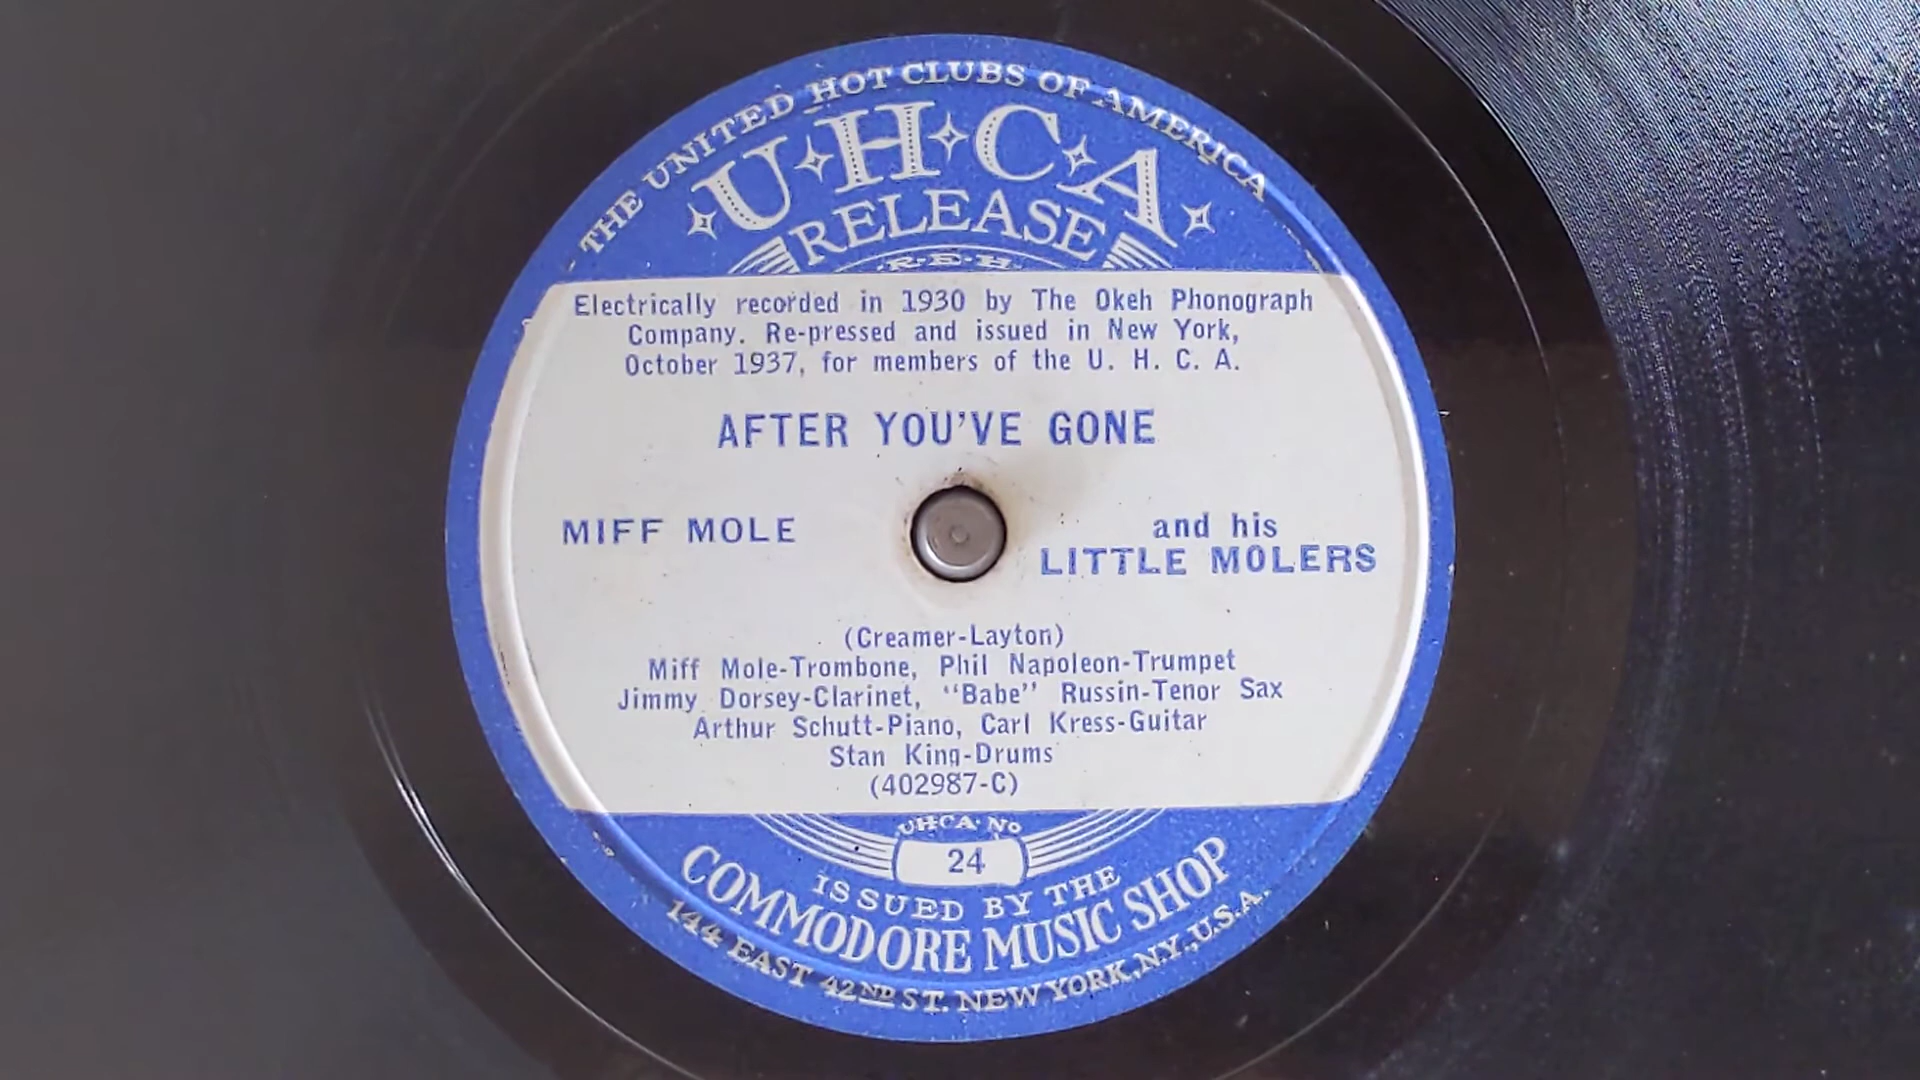 THE UNITED HOT CLUBS OF AMERICA
U·H·C·A
RELEASE
·R·E·H·
Electrically recorded in 1930 by The Okeh Phonograph
Company. Re-pressed and issued in New York,
October 1937, for members of the U. H. C. A.
AFTER YOU'VE GONE
MIFF MOLE
and his
LITTLE MOLERS
(Creamer-Layton)
Miff Mole-Trombone, Phil Napoleon-Trumpet
Jimmy Dorsey-Clarinet, "Babe" Russin-Tenor Sax
Arthur Schutt-Piano, Carl Kress-Guitar
Stan King-Drums
(402987-C)
UHCA· No
24
ISSUED BY THE
COMMODORE MUSIC SHOP
144 EAST 42ND ST. NEW YORK, N.Y., U.S.A.